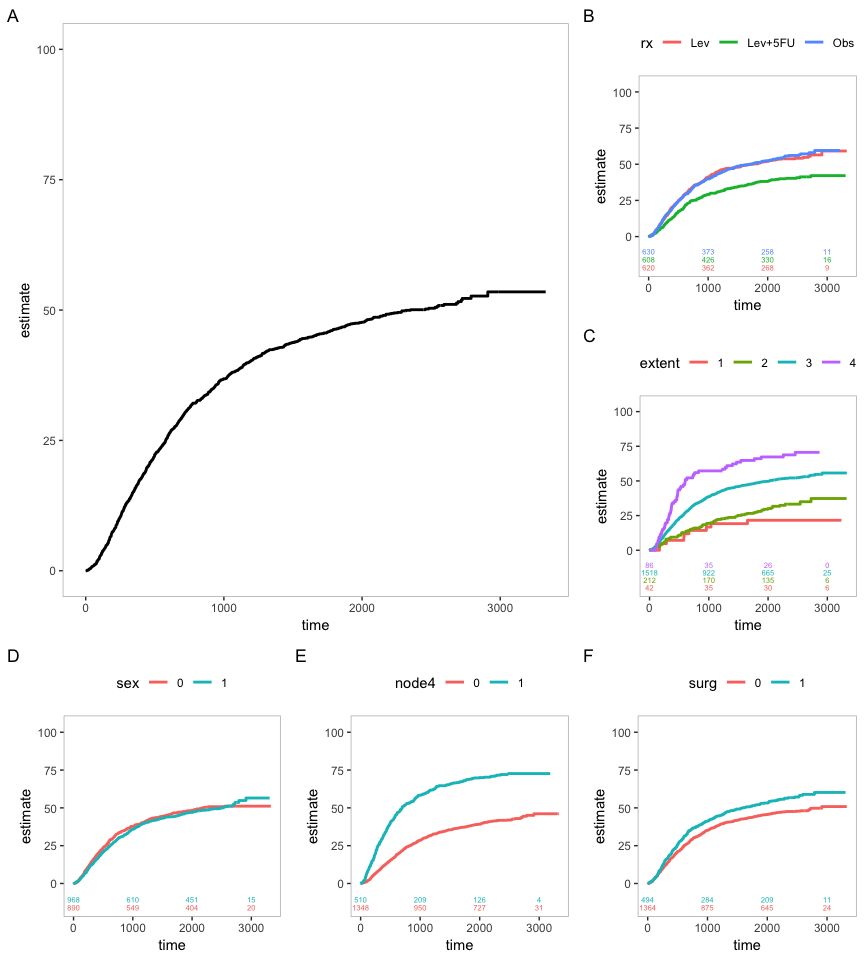 A
100
75
50
25
0
estimate
0 1000 2000 3000
time
B
rx Lev Lev+5FU Obs
100
75
50
25
0
estimate
630 373 258 11
608 426 330 16
620 362 268 9
0 1000 2000 3000
time
C
extent 1 2 3 4
100
75
50
25
0
estimate
86 35 26 0
1518 922 665 25
212 170 135 6
42 35 30 6
0 1000 2000 3000
time
D
sex 0 1
100
75
50
25
0
estimate
968 610 451 15
890 549 404 20
0 1000 2000 3000
time
E
node4 0 1
100
75
50
25
0
estimate
510 209 126 4
1348 950 727 31
0 1000 2000 3000
time
F
surg 0 1
100
75
50
25
0
estimate
494 284 209 11
1364 875 645 24
0 1000 2000 3000
time